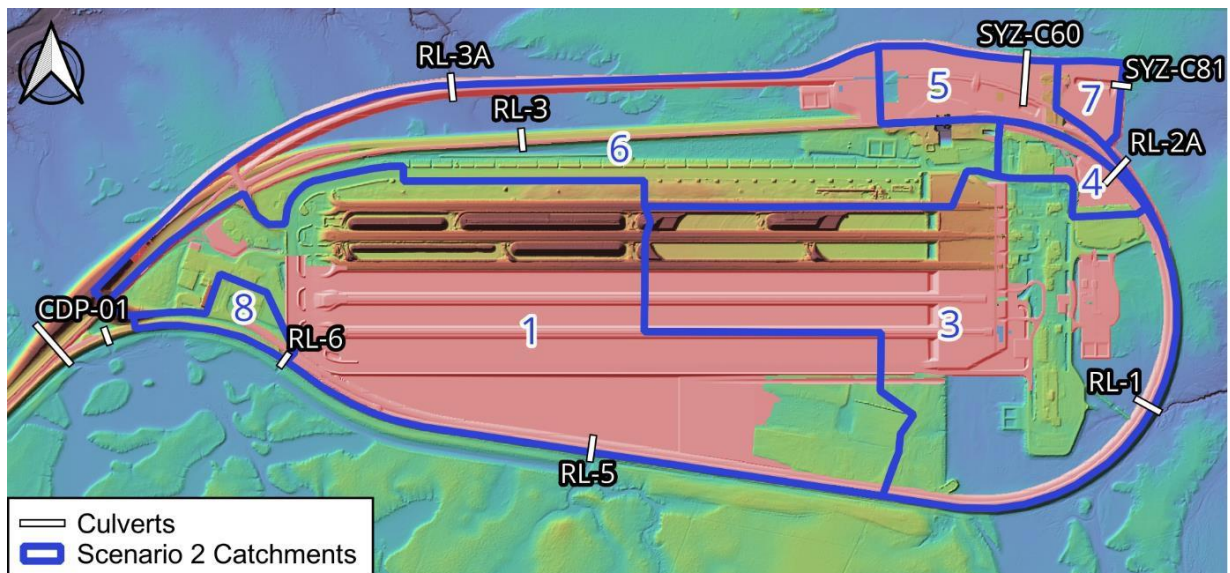 SYZ-C60
RL-3A
5
SYZ-C81
7
RL-3
6
RL-2A
4
CDP-01
8
RL-6
1
3
RL-1
RL-5
Culverts
Scenario 2 Catchments